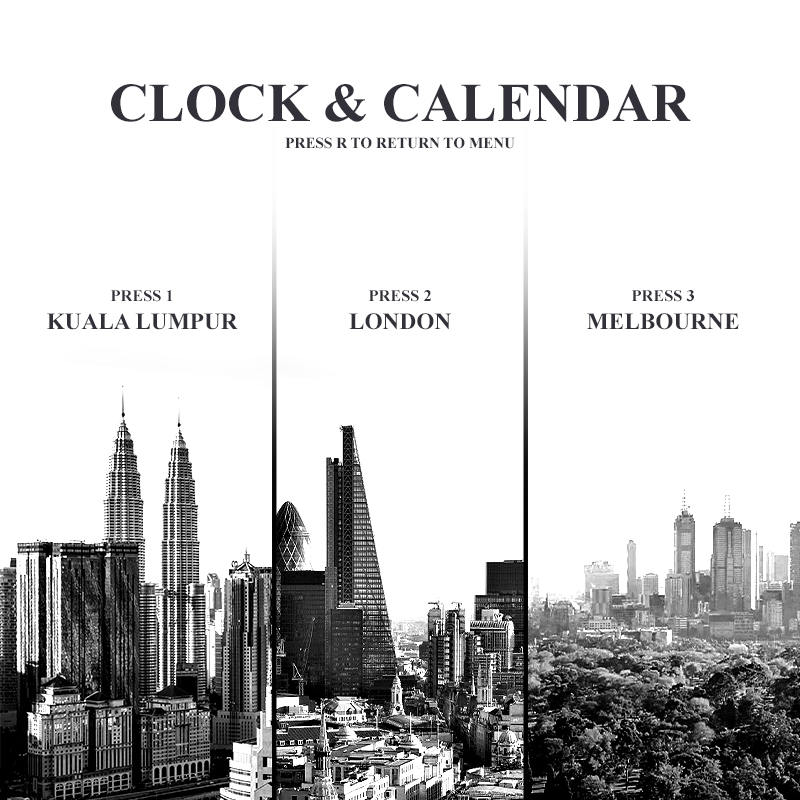 CLOCK & CALENDAR
PRESS R TO RETURN TO MENU
PRESS 1
KUALA LUMPUR
PRESS 2
LONDON
PRESS 3
MELBOURNE